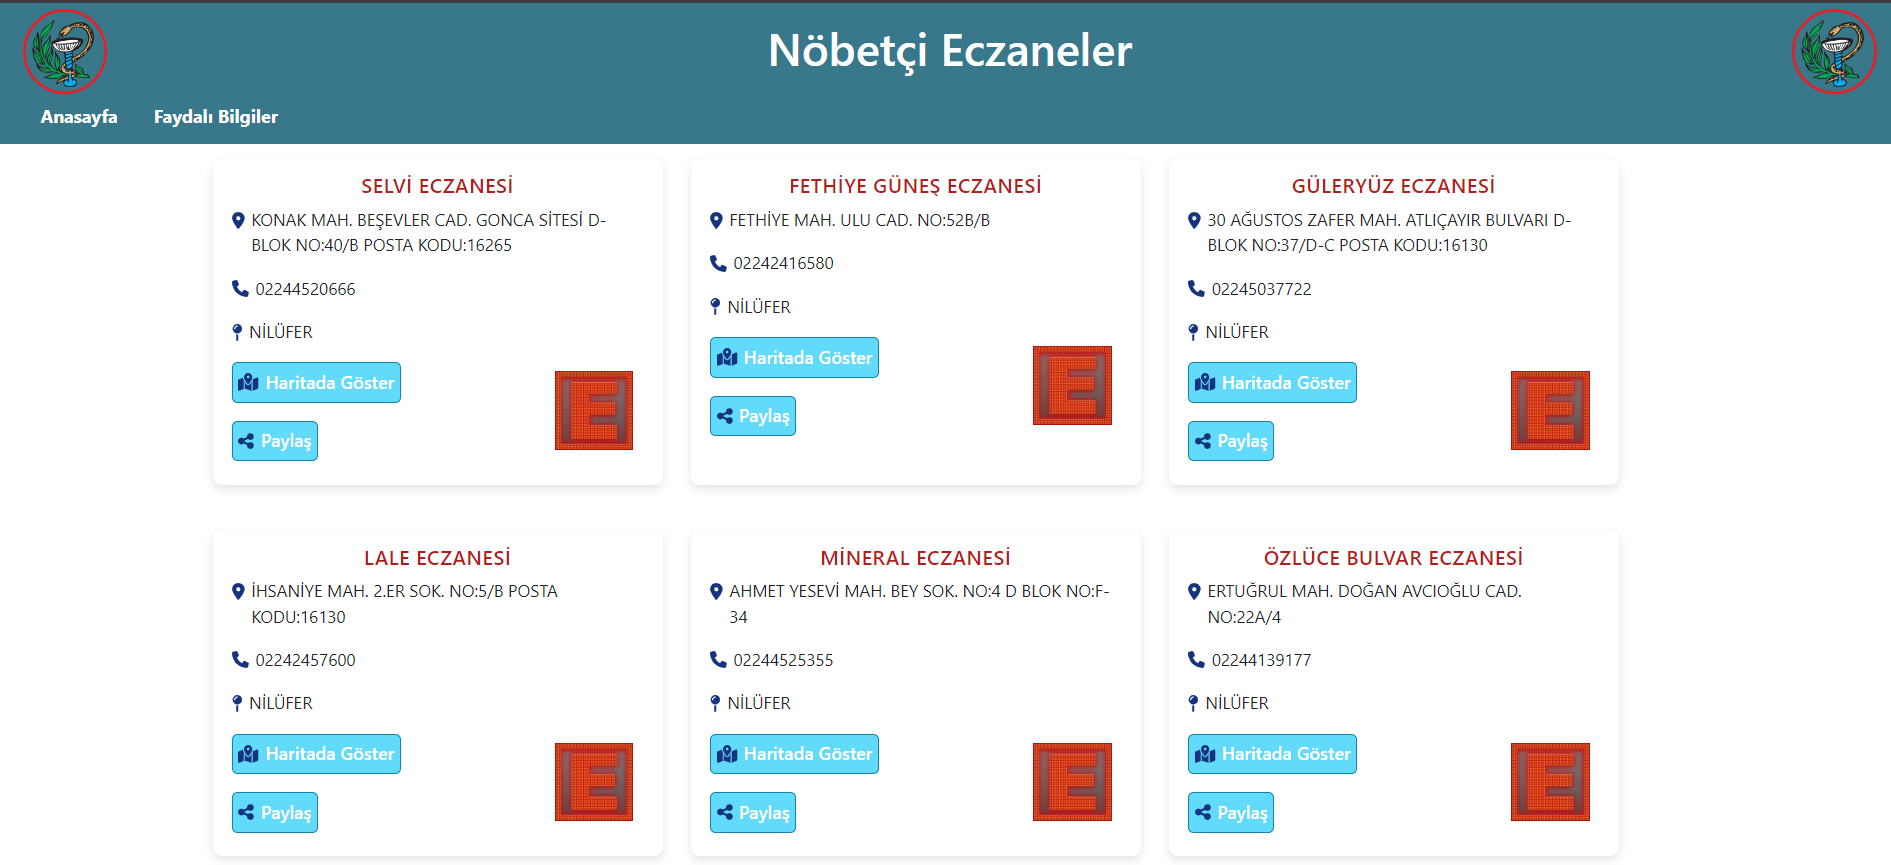 Nöbetçi Eczaneler
Anasayfa
Faydalı Bilgiler
SELVİ ECZANESİ
KONAK MAH. BEŞEVLER CAD. GONCA SİTESİ D-
BLOK NO:40/B POSTA KODU:16265
02244520666
NİLÜFER
Haritada Göster
Paylaş
E
FETHİYE GÜNEŞ ECZANESİ
FETHİYE MAH. ULU CAD. NO:52B/B
02242416580
NİLÜFER
Haritada Göster
Paylaş
E
GÜLERYÜZ ECZANESİ
30 AĞUSTOS ZAFER MAH. ATLIÇAYIR BULVARI D-
BLOK NO:37/D-C POSTA KODU:16130
02245037722
NİLÜFER
Haritada Göster
Paylaş
E
LALE ECZANESİ
İHSANİYE MAH. 2.ER SOK. NO:5/B POSTA
KODU:16130
02242457600
NİLÜFER
Haritada Göster
Paylaş
E
MİNERAL ECZANESİ
AHMET YESEVİ MAH. BEY SOK. NO:4 D BLOK NO:F-
34
02244525355
NİLÜFER
Haritada Göster
Paylaş
E
ÖZLÜCE BULVAR ECZANESİ
ERTUĞRUL MAH. DOĞAN AVCIOĞLU CAD.
NO:22A/4
02244139177
NİLÜFER
Haritada Göster
Paylaş
E